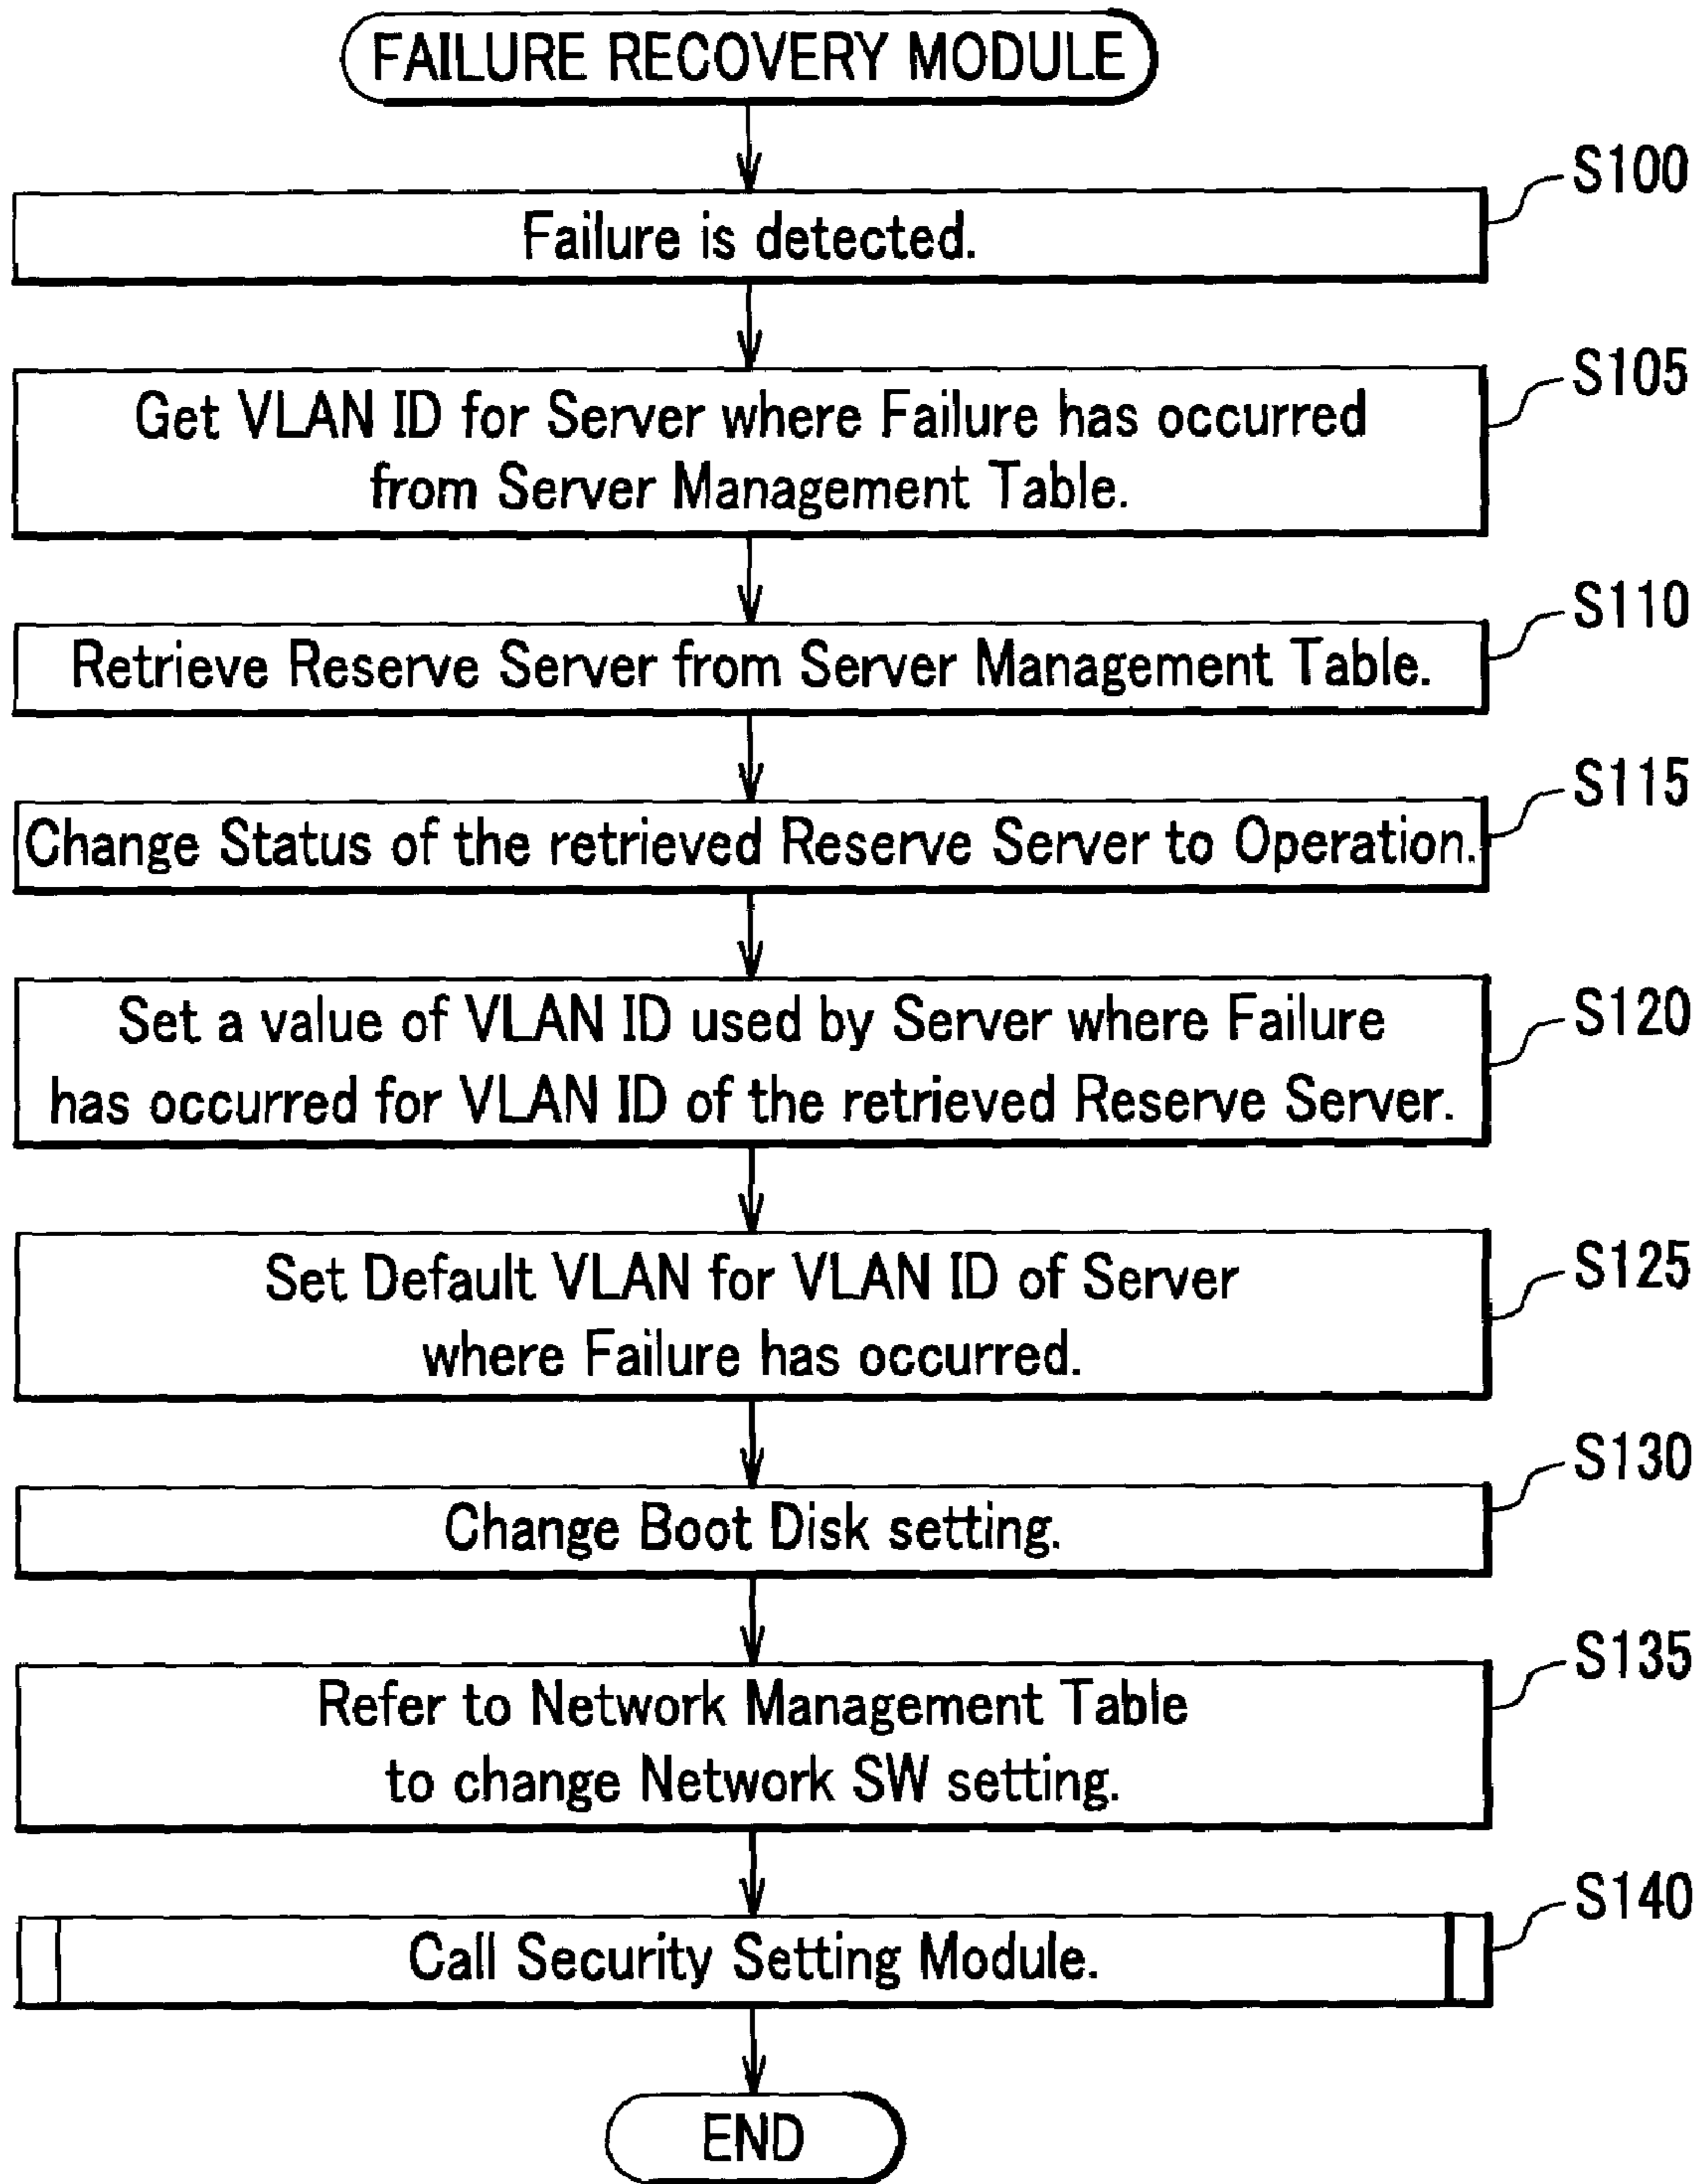 FAILURE RECOVERY MODULE
S100
Failure is detected.
S105
Get VLAN ID for Server where Failure has occurred
from Server Management Table.
S110
Retrieve Reserve Server from Server Management Table.
S115
Change Status of the retrieved Reserve Server to Operation.
S120
Set a value of VLAN ID used by Server where Failure
has occurred for VLAN ID of the retrieved Reserve Server.
S125
Set Default VLAN for VLAN ID of Server
where Failure has occurred.
S130
Change Boot Disk setting.
S135
Refer to Network Management Table
to change Network SW setting.
S140
Call Security Setting Module.
END